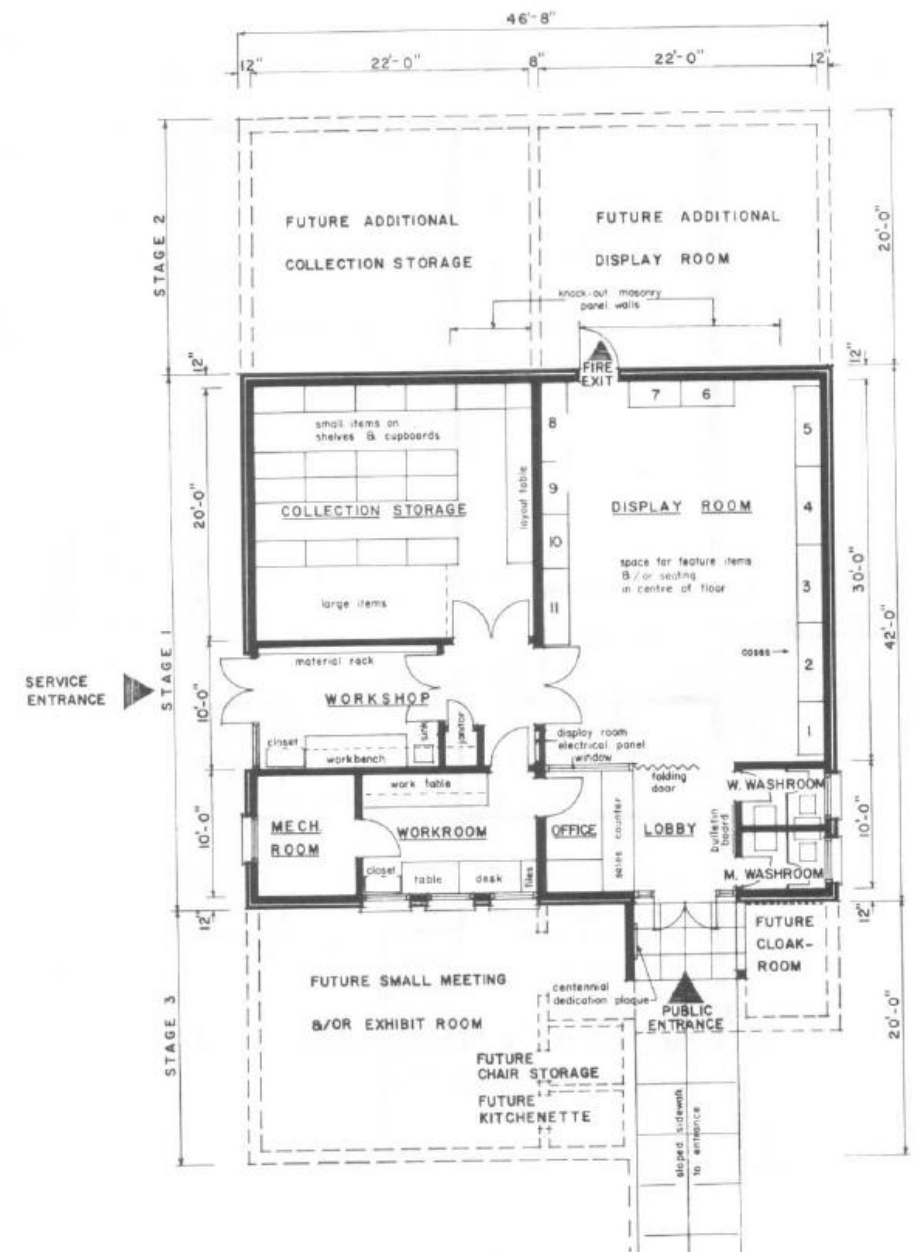 46'-8"
12"
22'-0"
8"
22'-0"
12"
STAGE 2
FUTURE ADDITIONAL
COLLECTION STORAGE
FUTURE ADDITIONAL
DISPLAY ROOM
20'-0"
knock-out masonry
panel walls
12"
12"
FIRE
EXIT
STAGE 1
20'-0"
small items on
shelves & cupboards
COLLECTION STORAGE
layout table
large items
8
9
10
11
7
6
5
4
3
2
1
DISPLAY ROOM
space for feature items
&/or seating
in centre of floor
cases
30'-0"
42'-0"
SERVICE
ENTRANCE
10'-0"
material rack
WORKSHOP
closet
workbench
sink
janitor
display room
electrical panel
window
folding
door
10'-0"
MECH.
ROOM
work table
WORKROOM
closet
table
desk
files
OFFICE
sales counter
LOBBY
bulletin
board
W. WASHROOM
M. WASHROOM
10'-0"
12"
12"
STAGE 3
FUTURE SMALL MEETING
&/OR EXHIBIT ROOM
centennial
dedication plaque
PUBLIC
ENTRANCE
FUTURE
CLOAK-
ROOM
20'-0"
FUTURE
CHAIR STORAGE
FUTURE
KITCHENETTE
sloped sidewalk
to entrance